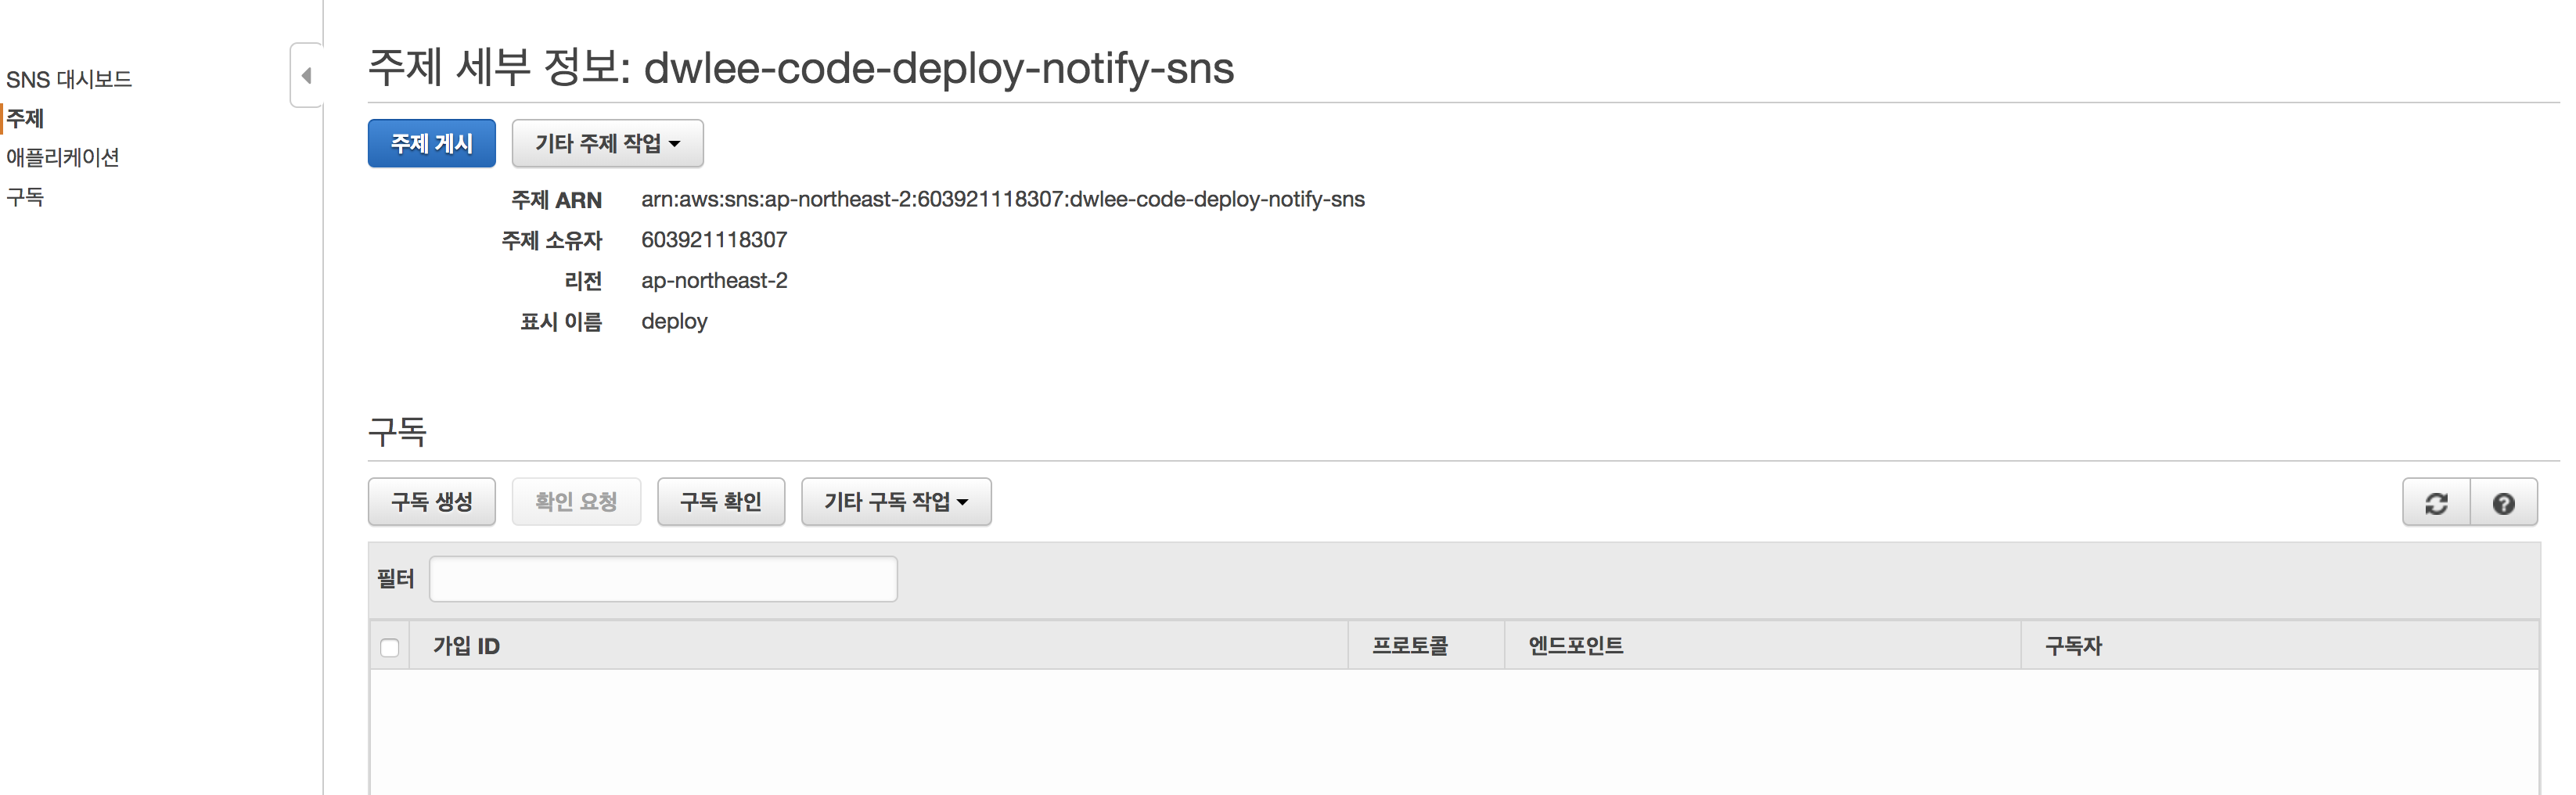 SNS 대시보드
주제
애플리케이션
구독
주제 세부 정보: dwlee-code-deploy-notify-sns
주제 게시
기타 주제 작업
주제 ARN arn:aws:sns:ap-northeast-2:603921118307:dwlee-code-deploy-notify-sns
주제 소유자 603921118307
리전 ap-northeast-2
표시 이름 deploy
구독
구독 생성
확인 요청
구독 확인
기타 구독 작업
필터
가입 ID 프로토콜 엔드포인트 구독자